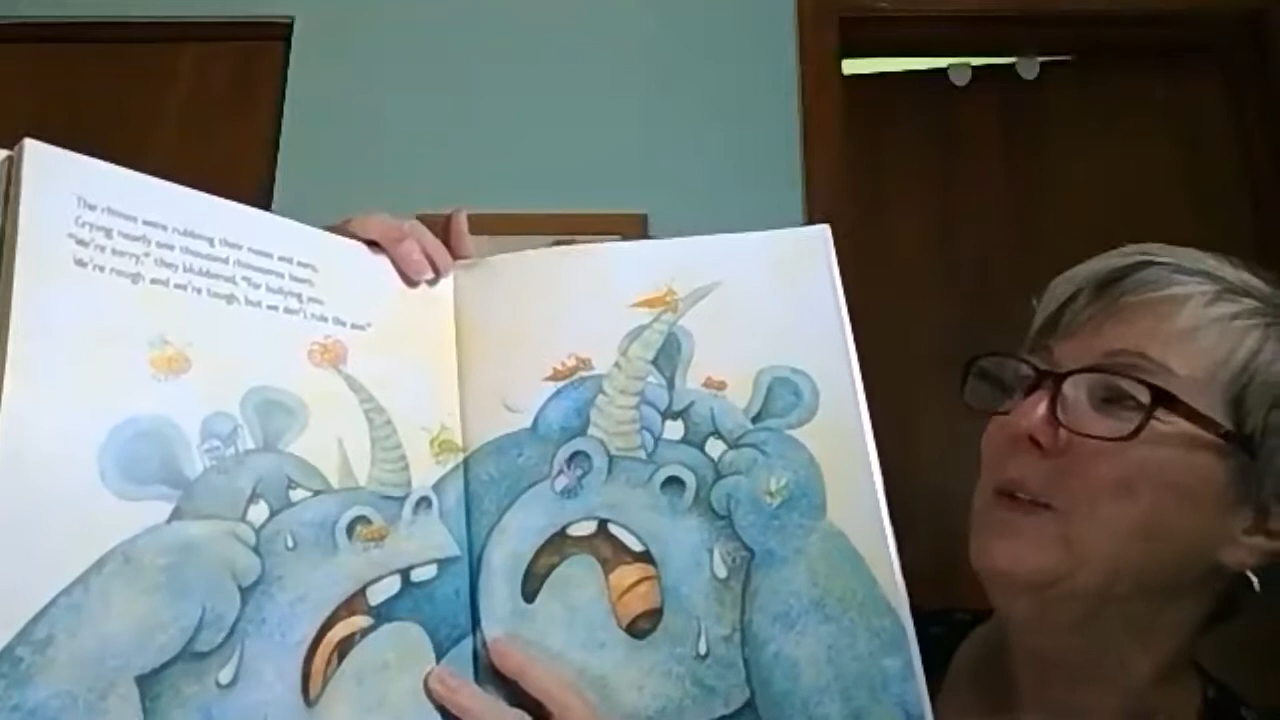 The rhinos were rubbing their noses and ears,
Crying nearly one thousand rhinoceros tears.
"We're sorry," they blubbered, "for bullying you.
We're rough and we're tough, but we don't rule the zoo."